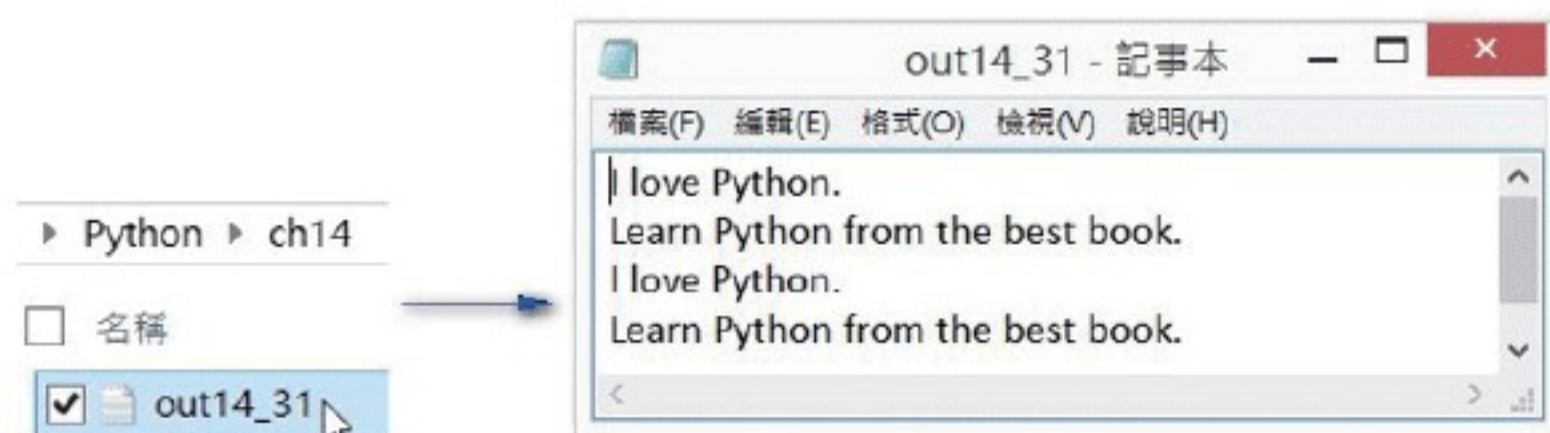 Python ch14
名稱
out14_31
out14_31 - 記事本
檔案(F) 編輯(E) 格式(O) 檢視(V) 說明(H)
I love Python.
Learn Python from the best book.
I love Python.
Learn Python from the best book.